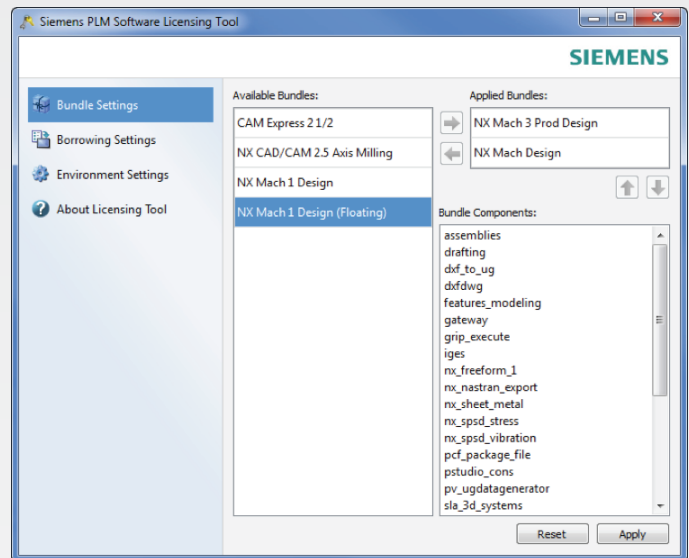 Siemens PLM Software Licensing Tool
SIEMENS
Bundle Settings
Borrowing Settings
Environment Settings
About Licensing Tool
Available Bundles:
CAM Express 2 1/2
NX CAD/CAM 2.5 Axis Milling
NX Mach 1 Design
NX Mach 1 Design (Floating)
Applied Bundles:
NX Mach 3 Prod Design
NX Mach Design
Bundle Components:
assemblies
drafting
dxf_to_ug
dxfdwg
features_modeling
gateway
grip_execute
iges
nx_freeform_1
nx_nastran_export
nx_sheet_metal
nx_spsd_stress
nx_spsd_vibration
pcf_package_file
pstudio_cons
pv_ugdatagenerator
sla_3d_systems
Reset
Apply